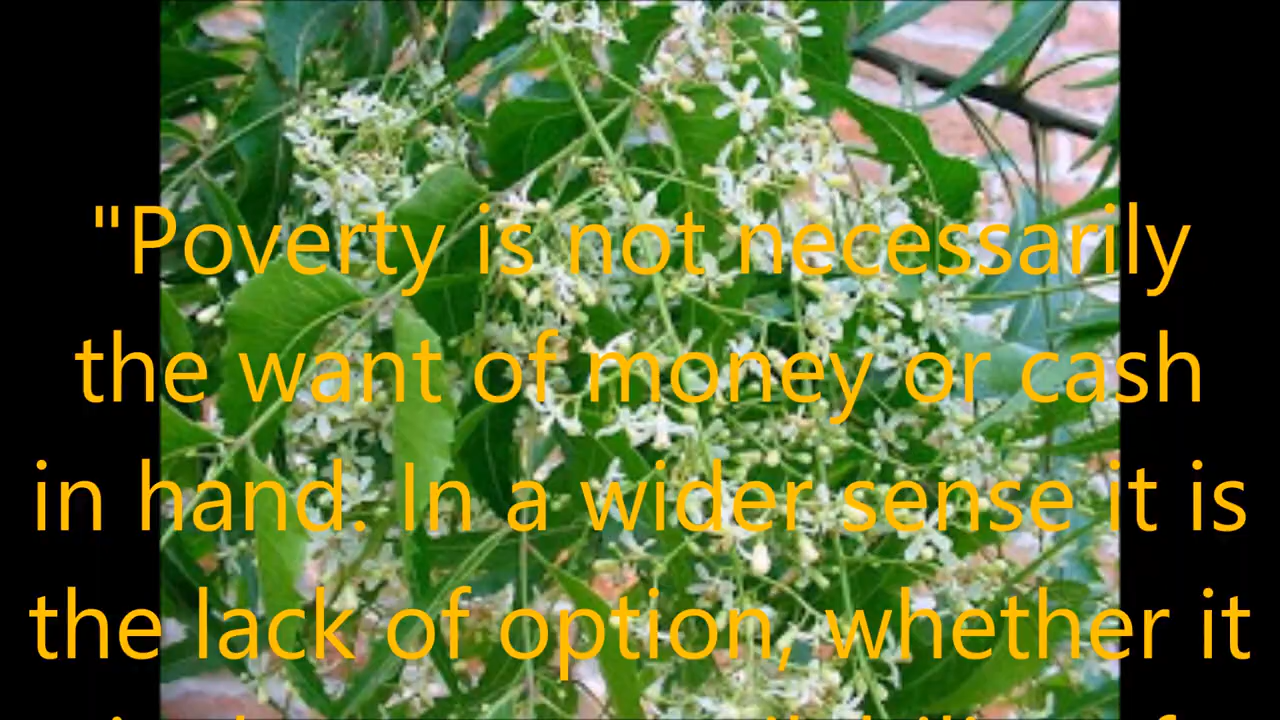 "Poverty is not necessarily
the want of money or cash
in hand. In a wider sense it is
the lack of option, whether it